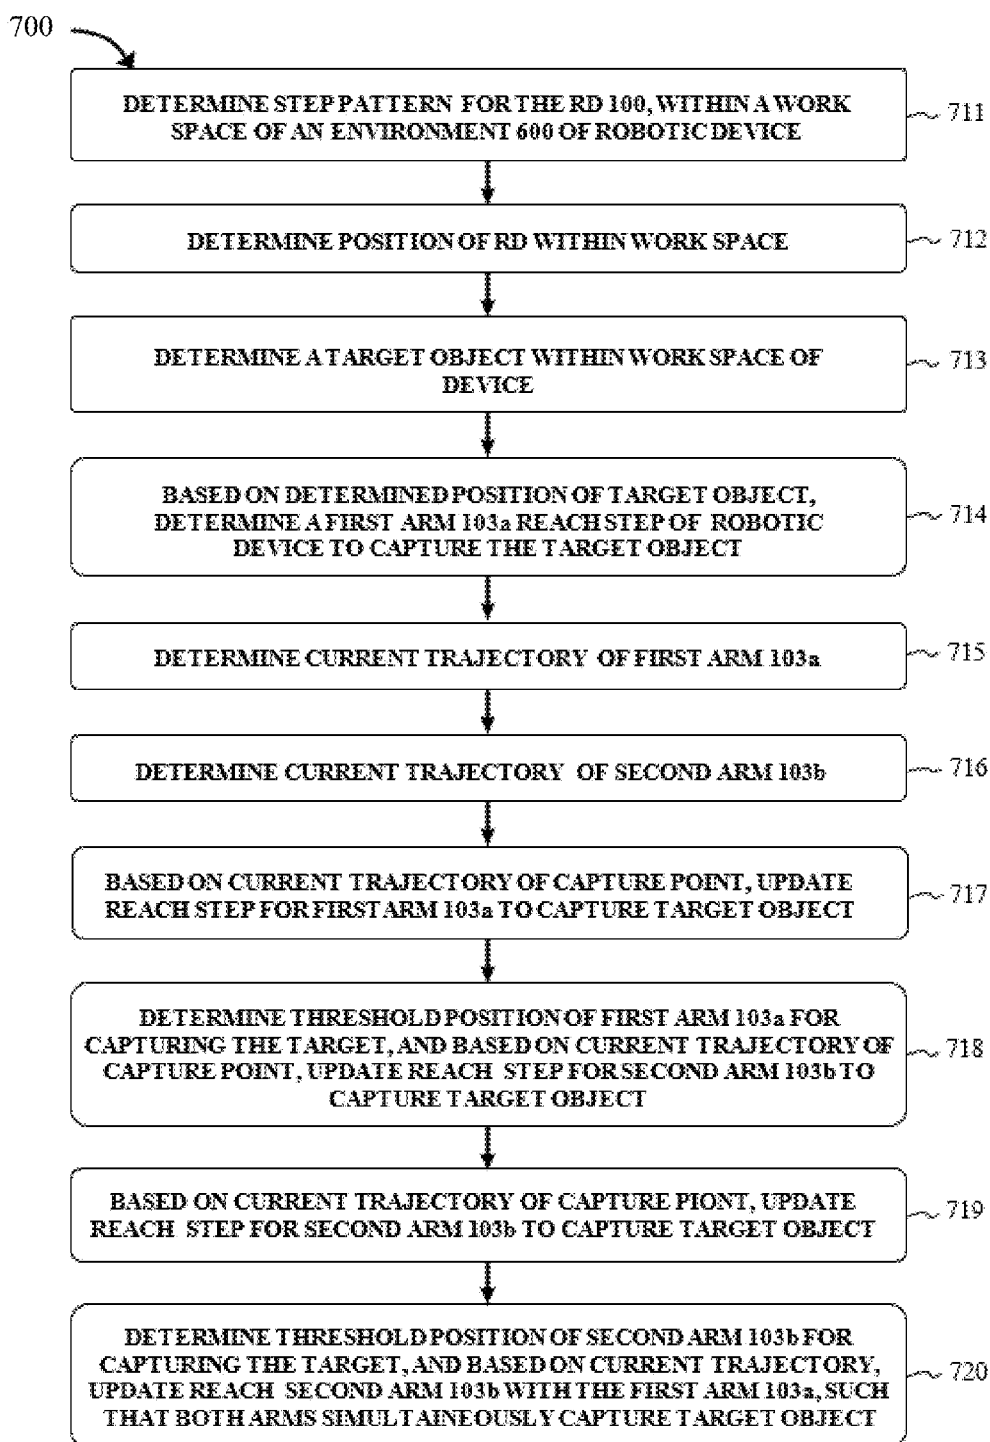 700
DETERMINE STEP PATTERN FOR THE RD 100, WITHIN A WORK
SPACE OF AN ENVIRONMENT 600 OF ROBOTIC DEVICE
711
DETERMINE POSITION OF RD WITHIN WORK SPACE
712
DETERMINE A TARGET OBJECT WITHIN WORK SPACE OF
DEVICE
713
BASED ON DETERMINED POSITION OF TARGET OBJECT,
DETERMINE A FIRST ARM 103a REACH STEP OF ROBOTIC
DEVICE TO CAPTURE THE TARGET OBJECT
714
DETERMINE CURRENT TRAJECTORY OF FIRST ARM 103a
715
DETERMINE CURRENT TRAJECTORY OF SECOND ARM 103b
716
BASED ON CURRENT TRAJECTORY OF CAPTURE POINT, UPDATE
REACH STEP FOR FIRST ARM 103a TO CAPTURE TARGET OBJECT
717
DETERMINE THRESHOLD POSITION OF FIRST ARM 103a FOR
CAPTURING THE TARGET, AND BASED ON CURRENT TRAJECTORY OF
CAPTURE POINT, UPDATE REACH STEP FOR SECOND ARM 103b TO
CAPTURE TARGET OBJECT
718
BASED ON CURRENT TRAJECTORY OF CAPTURE PIONT, UPDATE
REACH STEP FOR SECOND ARM 103b TO CAPTURE TARGET OBJECT
719
DETERMINE THRESHOLD POSITION OF SECOND ARM 103b FOR
CAPTURING THE TARGET, AND BASED ON CURRENT TRAJECTORY,
UPDATE REACH SECOND ARM 103b WITH THE FIRST ARM 103a, SUCH
THAT BOTH ARMS SIMULTAINEOUSLY CAPTURE TARGET OBJECT
720